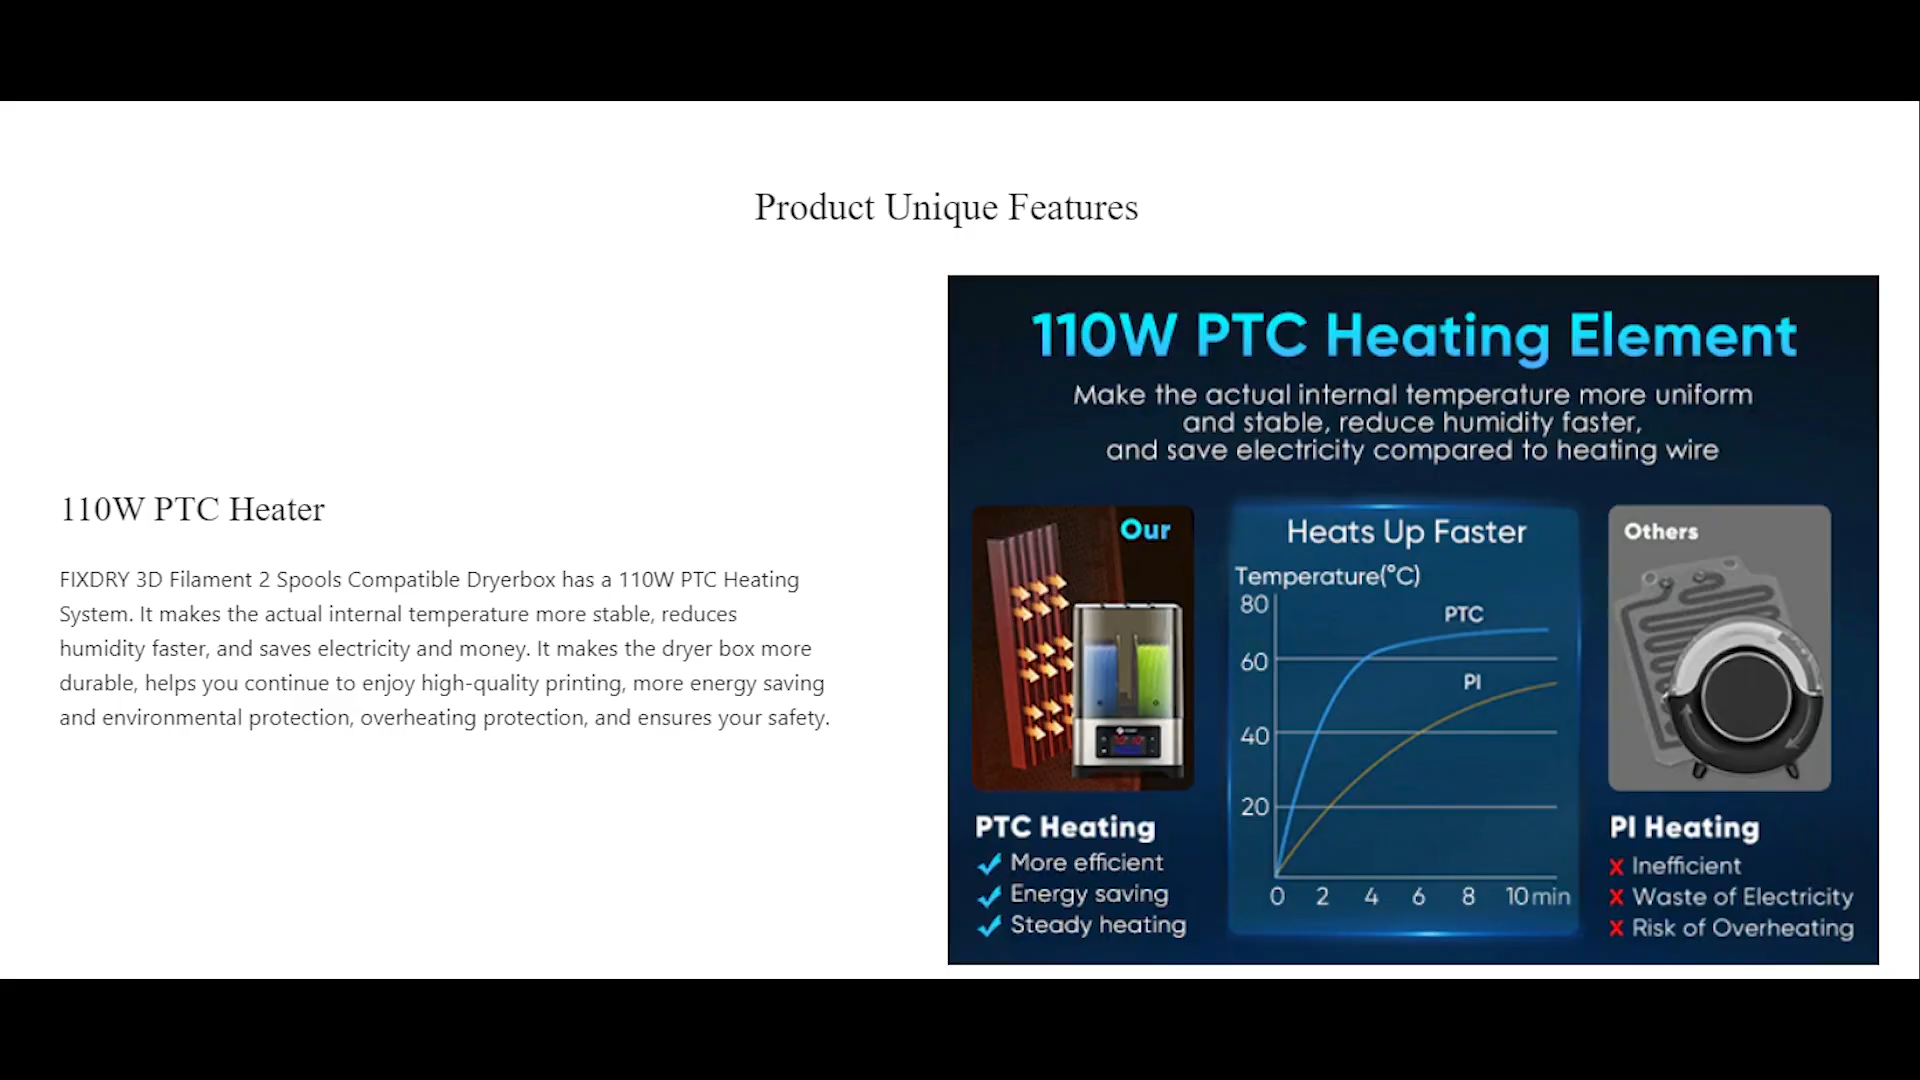 Product Unique Features
110W PTC Heater
FIXDRY 3D Filament 2 Spools Compatible Dryerbox has a 110W PTC Heating
System. It makes the actual internal temperature more stable, reduces
humidity faster, and saves electricity and money. It makes the dryer box more
durable, helps you continue to enjoy high-quality printing, more energy saving
and environmental protection, overheating protection, and ensures your safety.
110W PTC Heating Element
Make the actual internal temperature more uniform
and stable, reduce humidity faster,
and save electricity compared to heating wire
Our
PTC Heating
More efficient
Energy saving
Steady heating
Heats Up Faster
Temperature(°C)
80
60
40
20
PTC
PI
0 2 4 6 8 10 min
Others
PI Heating
X Inefficient
X Waste of Electricity
X Risk of Overheating